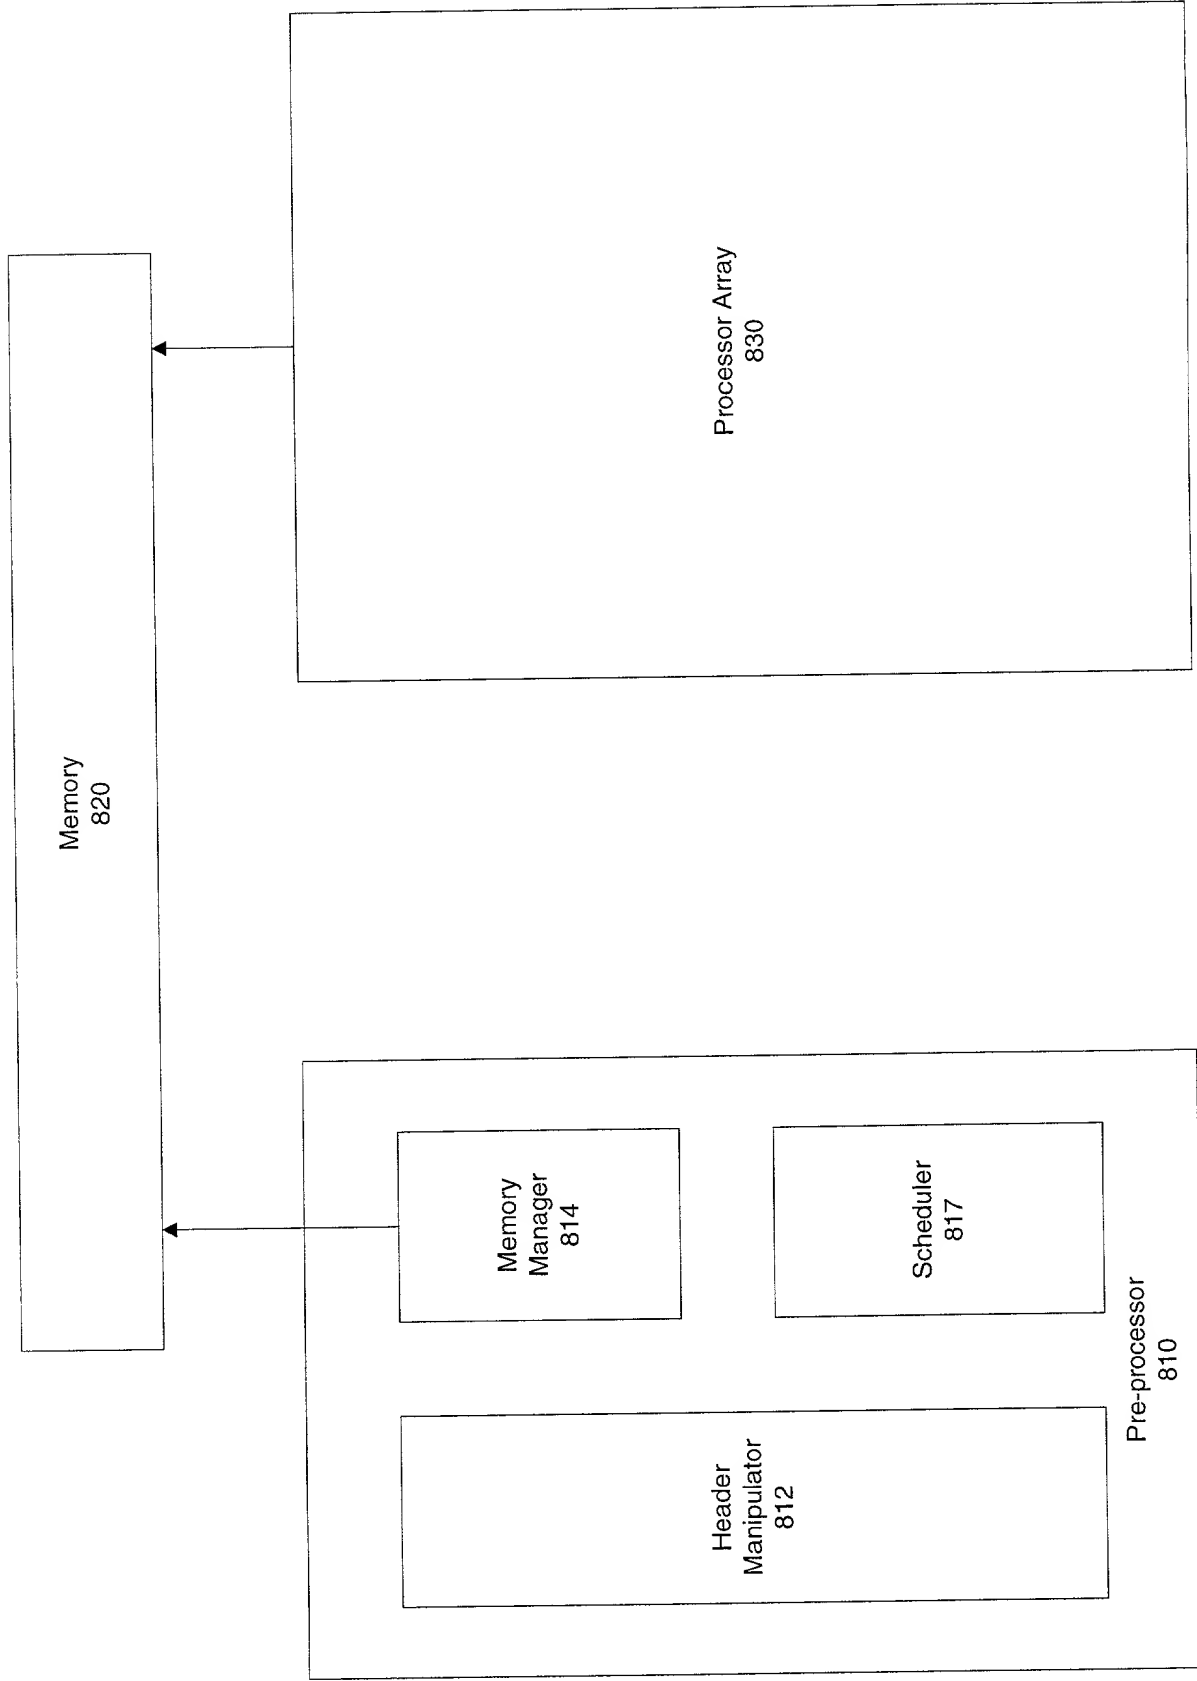 Memory
820
Header
Manipulator
812
Memory
Manager
814
Scheduler
817
Pre-processor
810
Processor Array
830